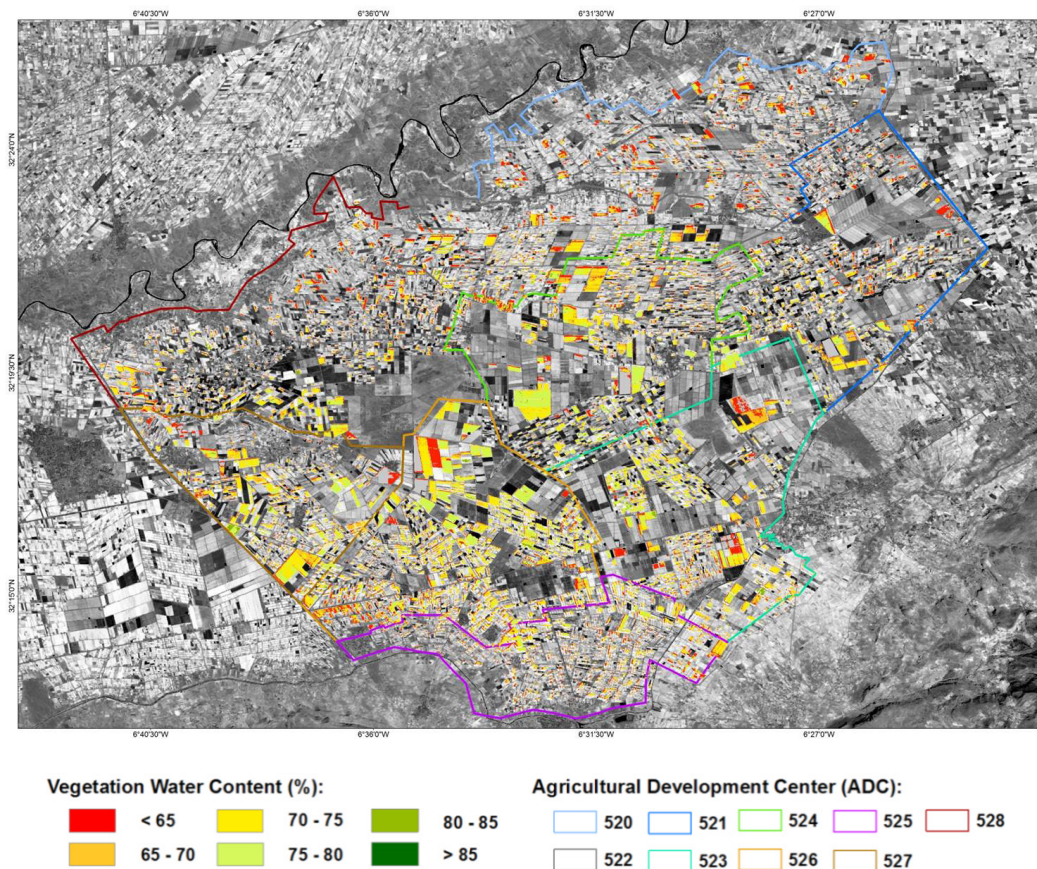 6°40'30"W 6°36'0"W 6°31'30"W 6°27'0"W
32°24'0"N
32°19'30"N
32°15'0"N
6°40'30"W 6°36'0"W 6°31'30"W 6°27'0"W
Vegetation Water Content (%): Agricultural Development Center (ADC):
< 65 70 - 75 80 - 85 520 521 524 525 528
65 - 70 75 - 80 > 85 522 523 526 527